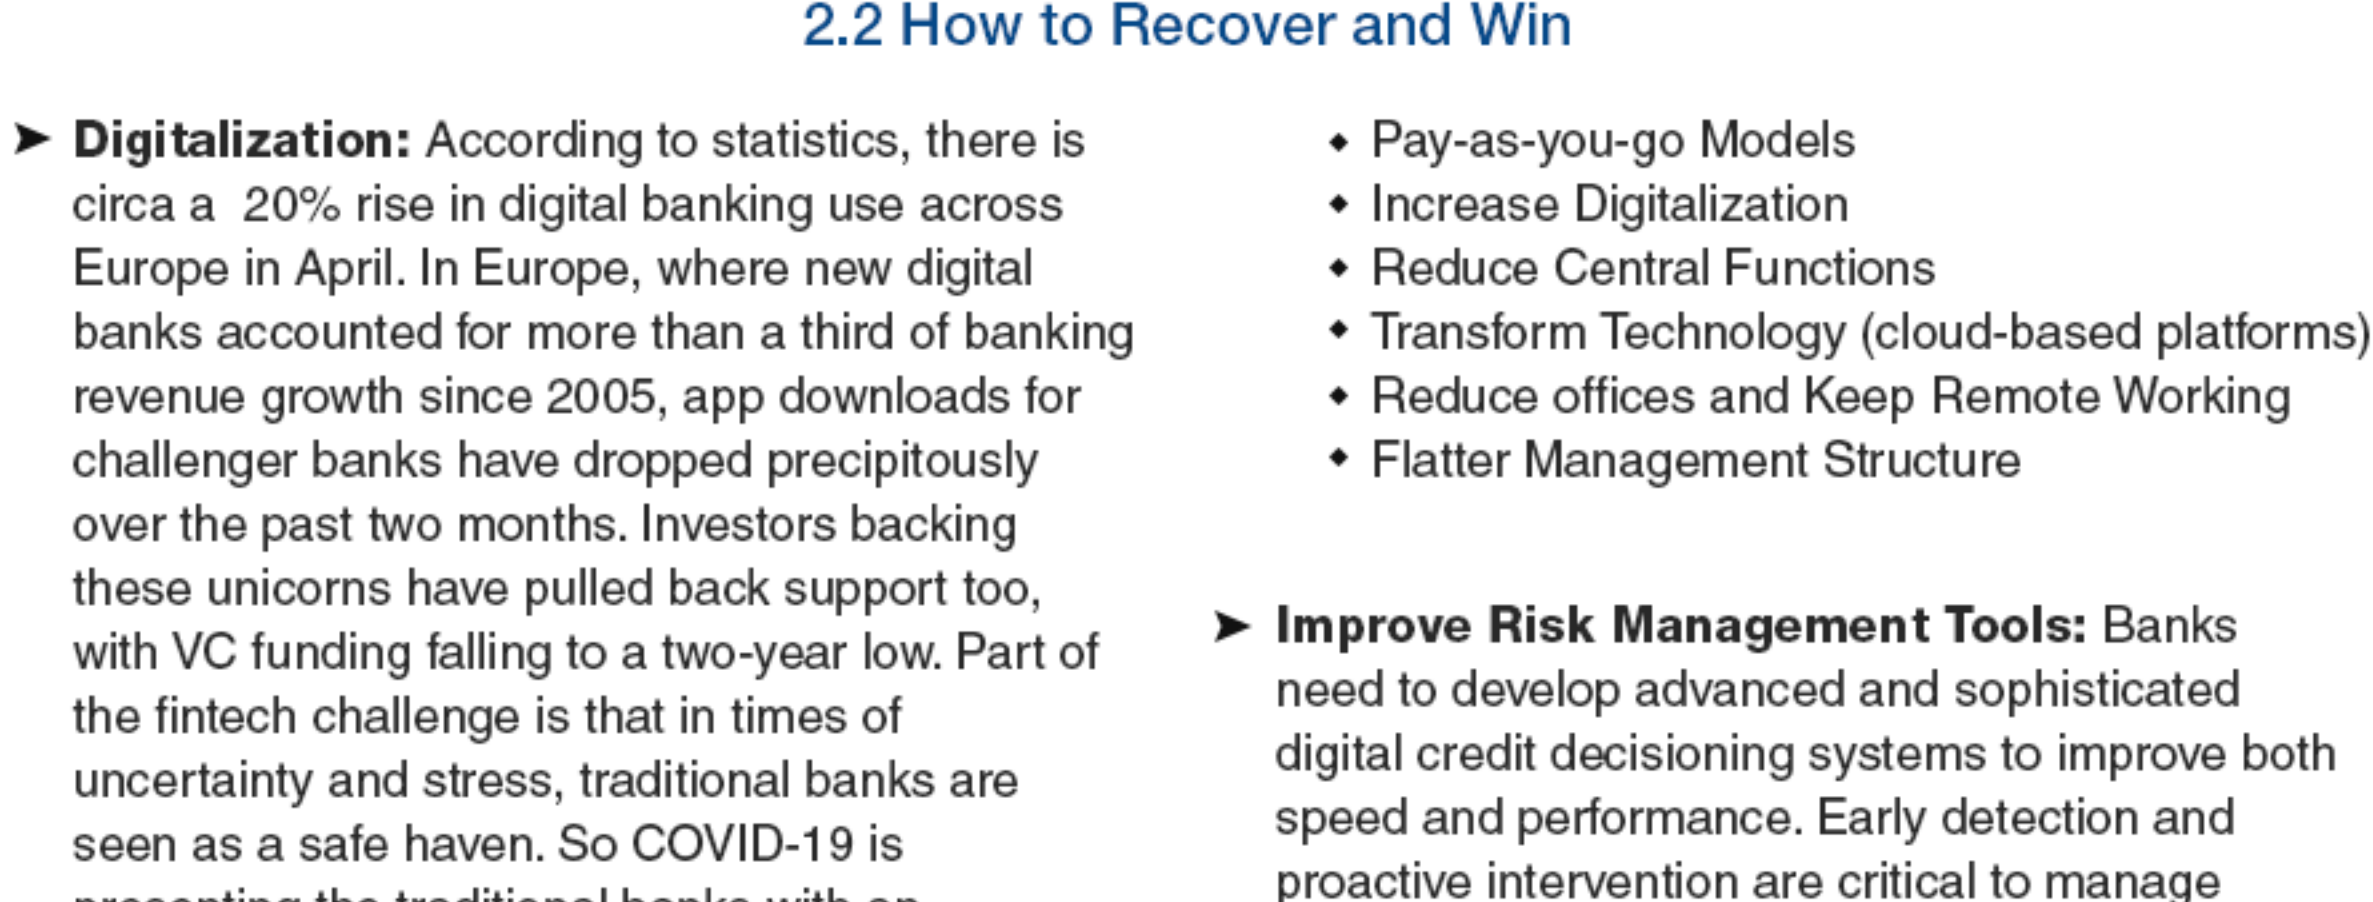 2.2 How to Recover and Win
➤ Digitalization: According to statistics, there is
circa a  20% rise in digital banking use across
Europe in April. In Europe, where new digital
banks accounted for more than a third of banking
revenue growth since 2005, app downloads for
challenger banks have dropped precipitously
over the past two months. Investors backing
these unicorns have pulled back support too,
with VC funding falling to a two-year low. Part of
the fintech challenge is that in times of
uncertainty and stress, traditional banks are
seen as a safe haven. So COVID-19 is
presenting the traditional banks with an
◆ Pay-as-you-go Models
◆ Increase Digitalization
◆ Reduce Central Functions
◆ Transform Technology (cloud-based platforms)
◆ Reduce offices and Keep Remote Working
◆ Flatter Management Structure
➤ Improve Risk Management Tools: Banks
need to develop advanced and sophisticated
digital credit decisioning systems to improve both
speed and performance. Early detection and
proactive intervention are critical to manage